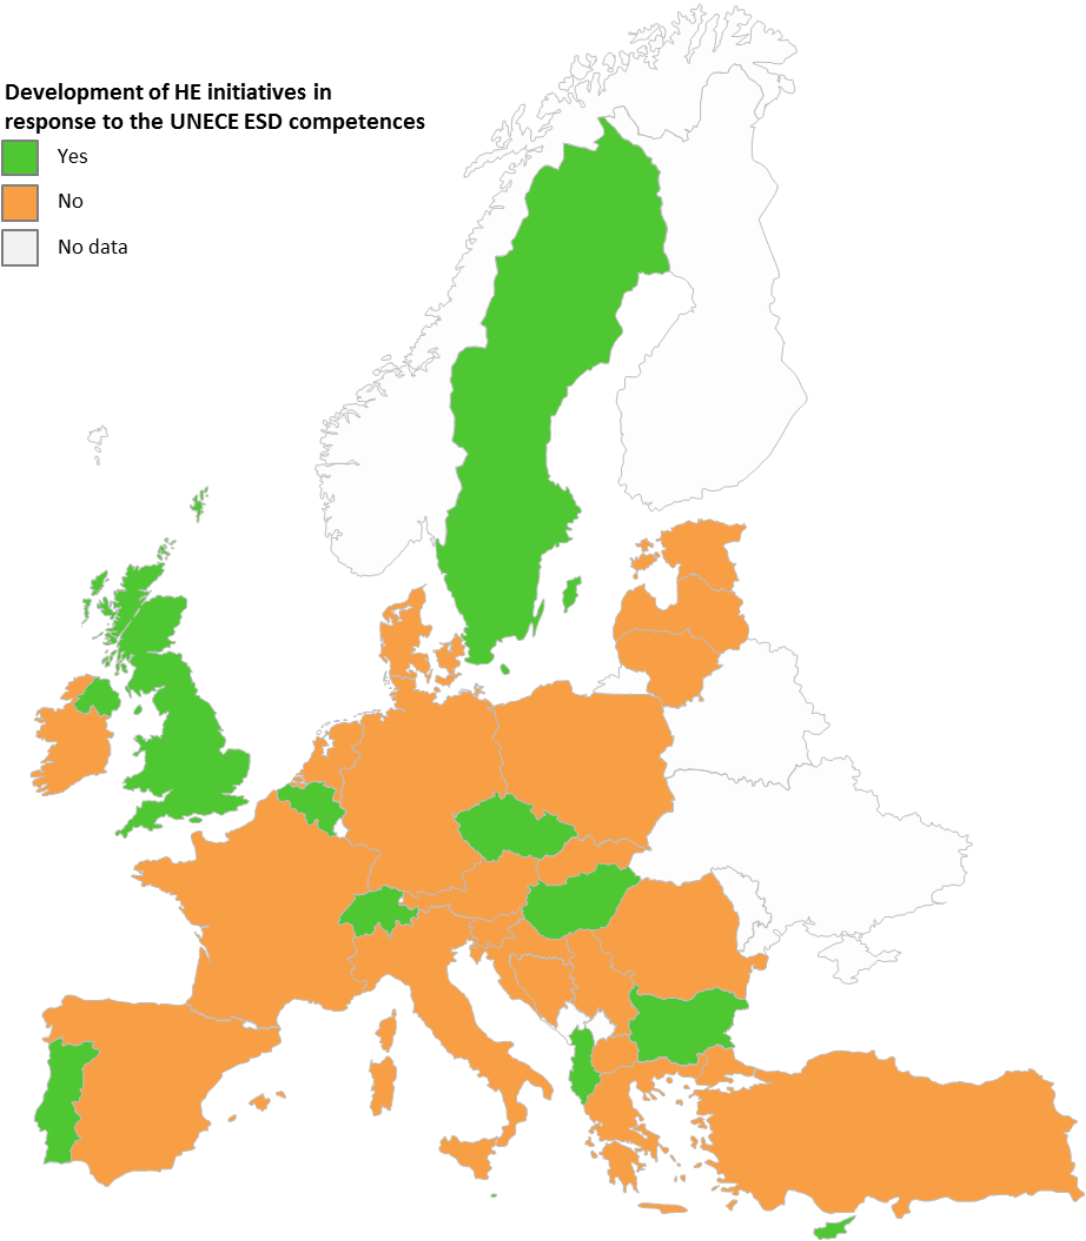 Development of HE initiatives in
response to the UNECE ESD competences
Yes
No
No data